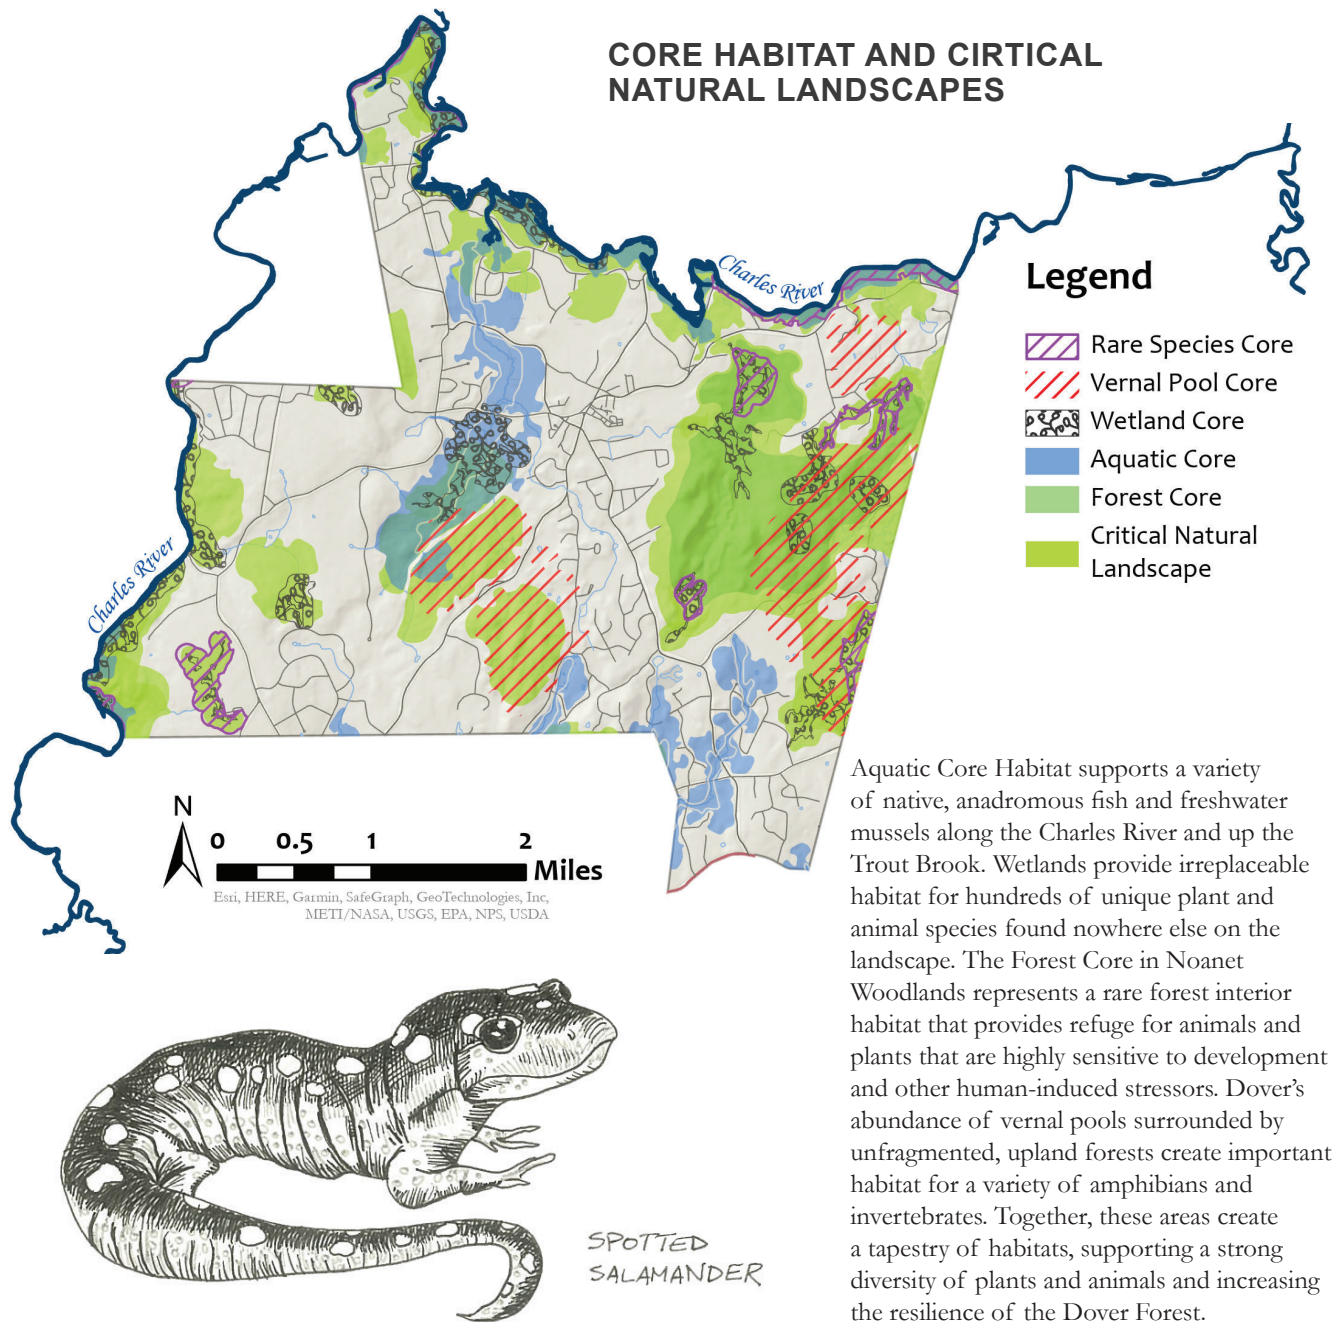 CORE HABITAT AND CIRTICAL
NATURAL LANDSCAPES
Charles River
Charles River
Legend
Rare Species Core
Vernal Pool Core
Wetland Core
Aquatic Core
Forest Core
Critical Natural
Landscape
N
0 0.5 1 2
Miles
Esri, HERE, Garmin, SafeGraph, GeoTechnologies, Inc,
METI/NASA, USGS, EPA, NPS, USDA
Aquatic Core Habitat supports a variety
of native, anadromous fish and freshwater
mussels along the Charles River and up the
Trout Brook. Wetlands provide irreplaceable
habitat for hundreds of unique plant and
animal species found nowhere else on the
landscape. The Forest Core in Noanet
Woodlands represents a rare forest interior
habitat that provides refuge for animals and
plants that are highly sensitive to development
and other human-induced stressors. Dover’s
abundance of vernal pools surrounded by
unfragmented, upland forests create important
habitat for a variety of amphibians and
invertebrates. Together, these areas create
a tapestry of habitats, supporting a strong
diversity of plants and animals and increasing
the resilience of the Dover Forest.
SPOTTED
SALAMANDER